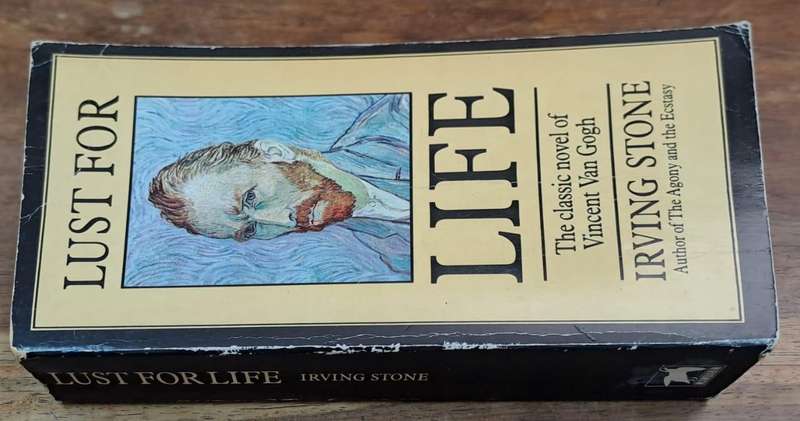 LUST FOR
LIFE
The classic novel of
Vincent Van Gogh
IRVING STONE
Author of The Agony and the Ecstasy
LUST FOR LIFE IRVING STONE